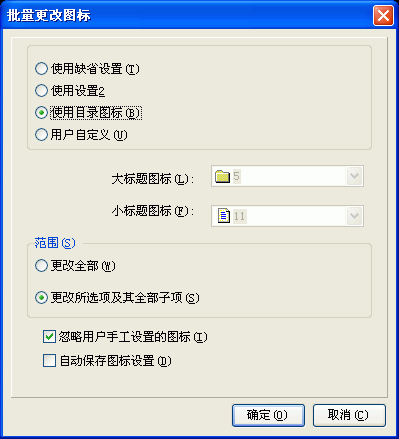 批量更改图标
使用缺省设置(T)
使用设置2
使用目录图标(B)
用户自定义(U)
大标题图标(L):
5
小标题图标(F):
11
范围(S)
更改全部(W)
更改所选项及其全部子项(S)
忽略用户手工设置的图标(I)
自动保存图标设置(D)
确定(O)
取消(C)